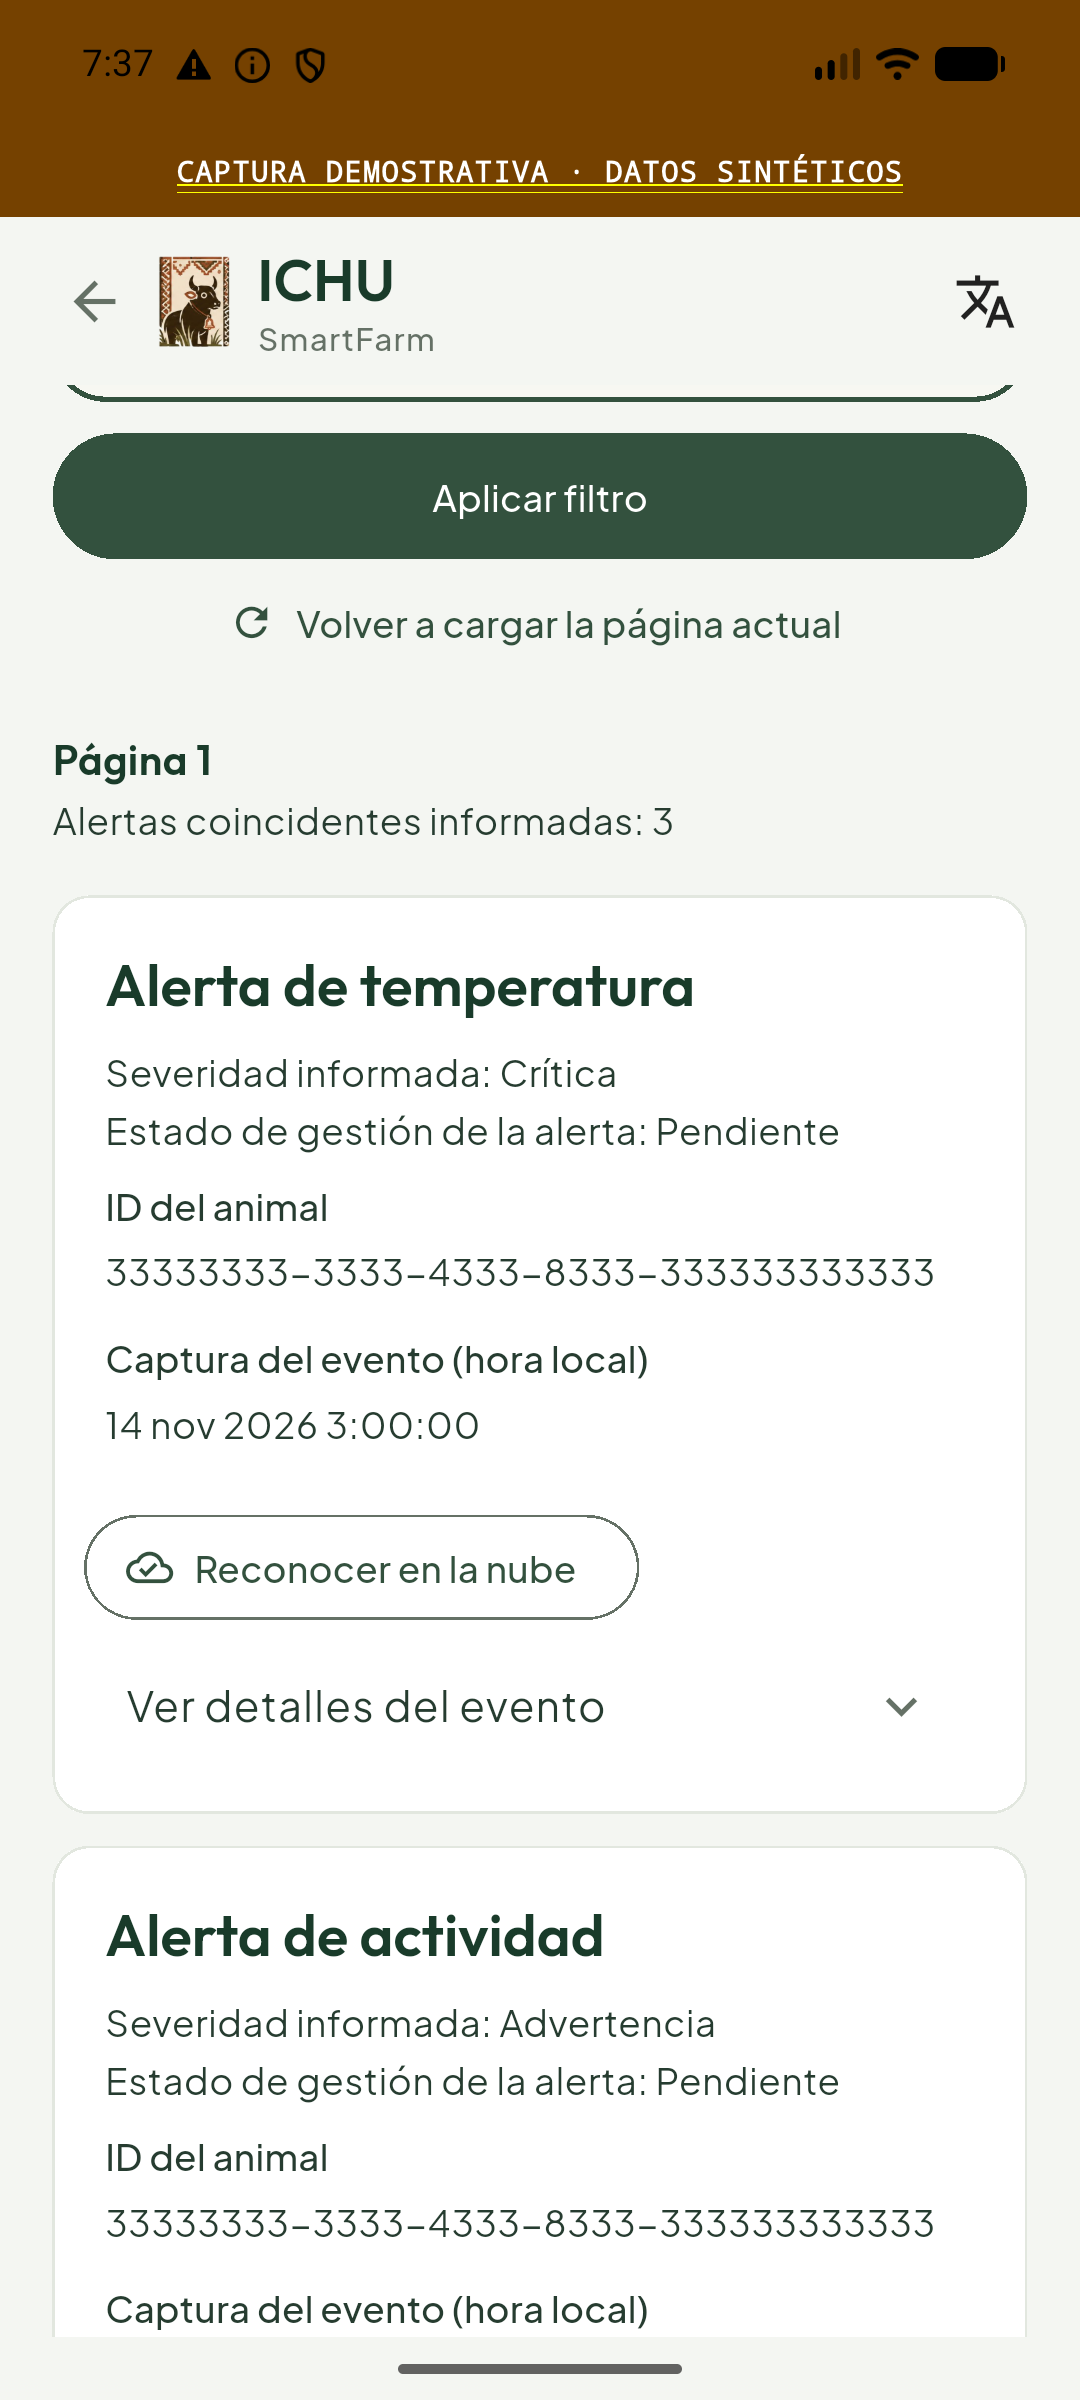 7:37
CAPTURA DEMOSTRATIVA · DATOS SINTÉTICOS
ICHU
SmartFarm
Aplicar filtro
Volver a cargar la página actual
Página 1
Alertas coincidentes informadas: 3
Alerta de temperatura
Severidad informada: Crítica
Estado de gestión de la alerta: Pendiente
ID del animal
33333333-3333-4333-8333-333333333333
Captura del evento (hora local)
14 nov 2026 3:00:00
Reconocer en la nube
Ver detalles del evento
Alerta de actividad
Severidad informada: Advertencia
Estado de gestión de la alerta: Pendiente
ID del animal
33333333-3333-4333-8333-333333333333
Captura del evento (hora local)